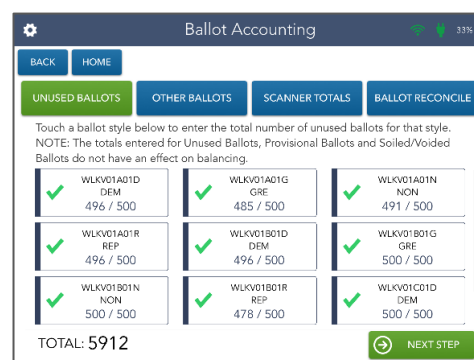 Ballot Accounting
33%
BACK HOME
UNUSED BALLOTS OTHER BALLOTS SCANNER TOTALS BALLOT RECONCILE
Touch a ballot style below to enter the total number of unused ballots for that style.
NOTE: The totals entered for Unused Ballots, Provisional Ballots and Soiled/Voided
Ballots do not have an effect on balancing.
WLKV01A01D
DEM
496 / 500
WLKV01A01G
GRE
485 / 500
WLKV01A01N
NON
491 / 500
WLKV01A01R
REP
496 / 500
WLKV01B01D
DEM
496 / 500
WLKV01B01G
GRE
500 / 500
WLKV01B01N
NON
500 / 500
WLKV01B01R
REP
478 / 500
WLKV01C01D
DEM
500 / 500
TOTAL: 5912
NEXT STEP